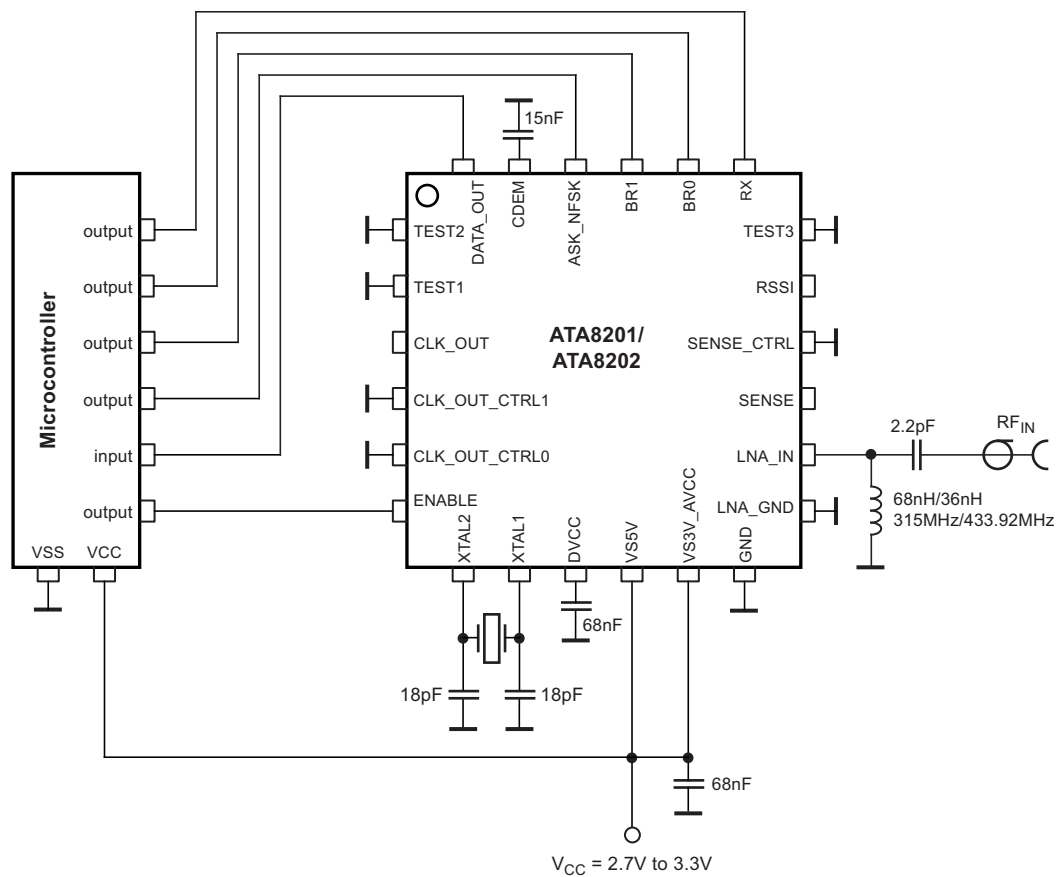 15nF
DATA_OUT
CDEM
ASK_NFSK
BR1
BR0
RX
output
output
output
output
input
output
Microcontroller
VSS
VCC
TEST2
TEST1
CLK_OUT
CLK_OUT_CTRL1
CLK_OUT_CTRL0
ENABLE
ATA8201/
ATA8202
TEST3
RSSI
SENSE_CTRL
SENSE
LNA_IN
LNA_GND
XTAL2
XTAL1
DVCC
VS5V
VS3V_AVCC
GND
2.2pF
RFIN
68nH/36nH
315MHz/433.92MHz
68nF
18pF
18pF
68nF
VCC = 2.7V to 3.3V